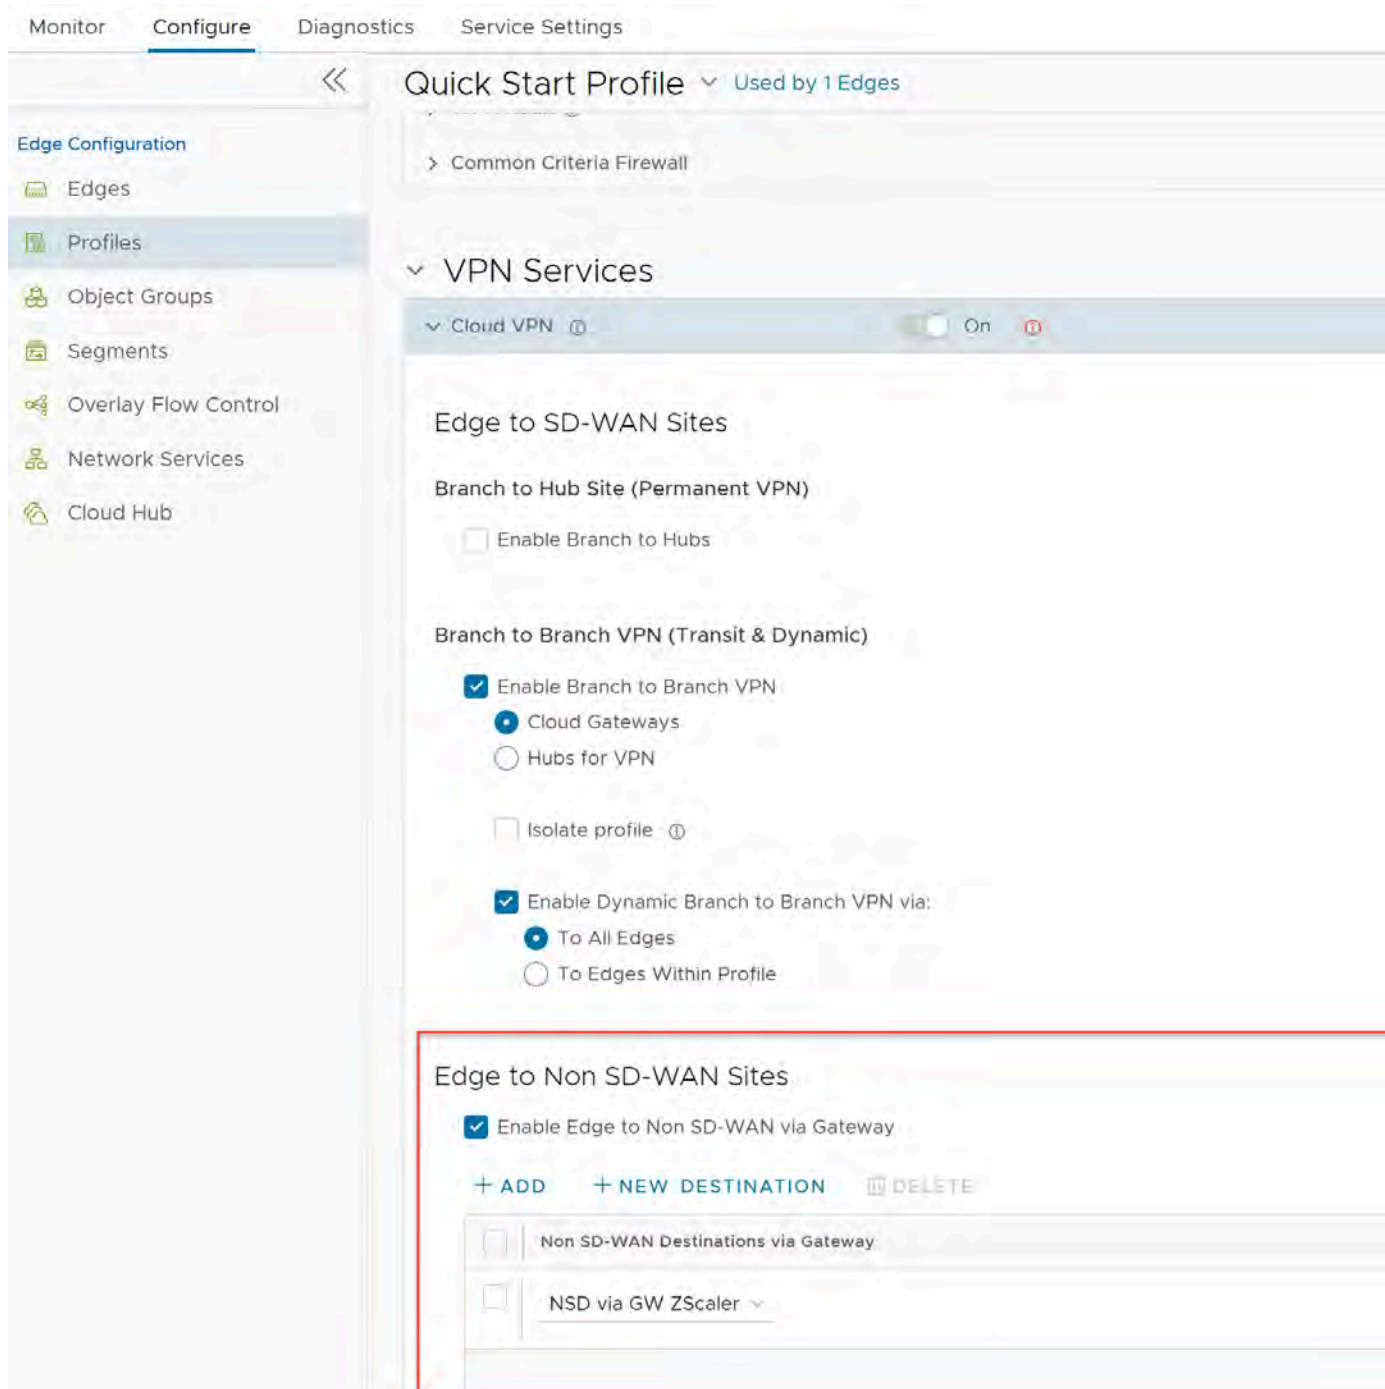 Monitor Configure Diagnostics Service Settings
Quick Start Profile Used by 1 Edges
Edge Configuration
Edges
Profiles
Object Groups
Segments
Overlay Flow Control
Network Services
Cloud Hub
Common Criteria Firewall
VPN Services
Cloud VPN On
Edge to SD-WAN Sites
Branch to Hub Site (Permanent VPN)
Enable Branch to Hubs
Branch to Branch VPN (Transit & Dynamic)
Enable Branch to Branch VPN
Cloud Gateways
Hubs for VPN
Isolate profile
Enable Dynamic Branch to Branch VPN via:
To All Edges
To Edges Within Profile
Edge to Non SD-WAN Sites
Enable Edge to Non SD-WAN via Gateway
+ ADD + NEW DESTINATION DELETE
Non SD-WAN Destinations via Gateway
NSD via GW ZScaler